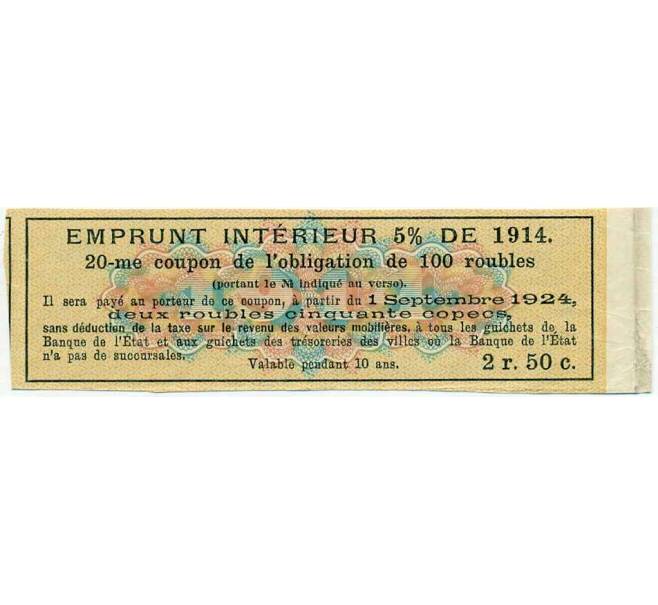 EMPRUNT INTÉRIEUR 5% DE 1914.
20-me coupon de l'obligation de 100 roubles
(portant le № indiqué au verso).
Il sera payé au porteur de ce coupon, à partir du 1 Septembre 1924,
deux roubles cinquante copecs,
sans déduction de la taxe sur le revenu des valeurs mobilières, à tous les guichets de la
Banque de l'État et aux guichets des trésoreries des villes où la Banque de l'État
n'a pas de succursales.
Valable pendant 10 ans.
2 r. 50 c.